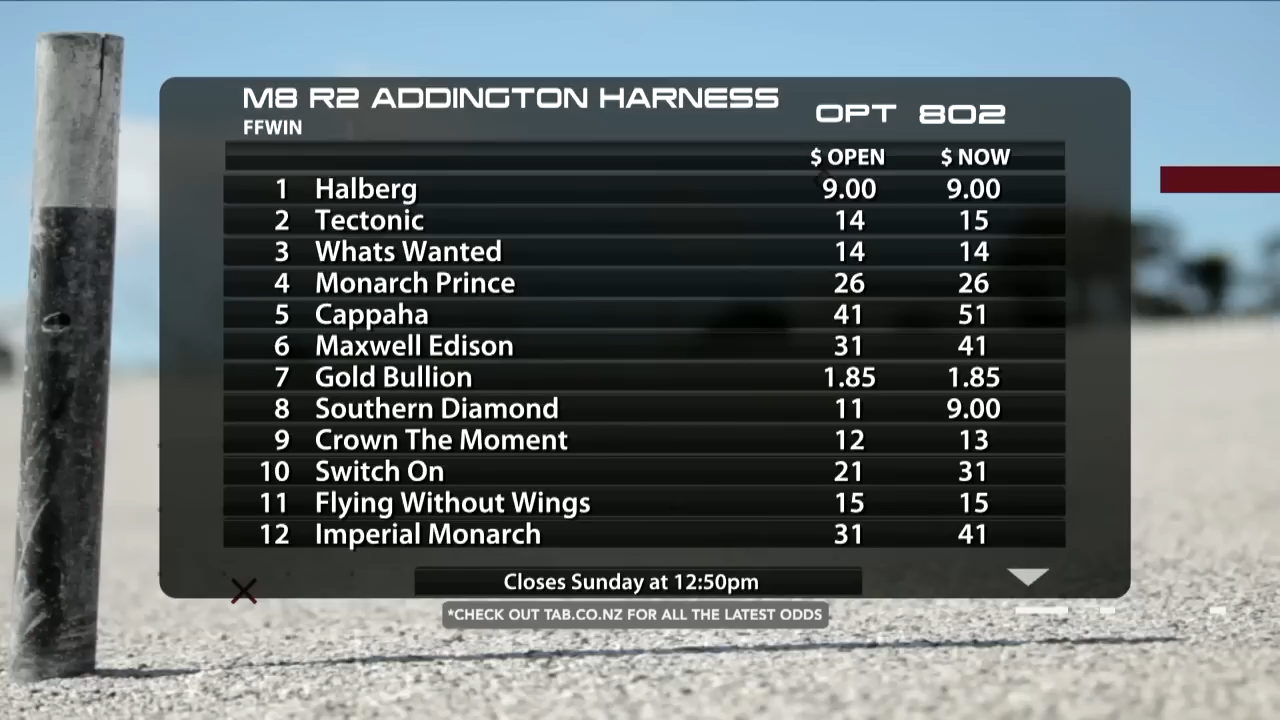 M8 R2 ADDINGTON HARNESS OPT 802
FFWIN
$ OPEN $ NOW
1 Halberg 9.00 9.00
2 Tectonic 14 15
3 Whats Wanted 14 14
4 Monarch Prince 26 26
5 Cappaha 41 51
6 Maxwell Edison 31 41
7 Gold Bullion 1.85 1.85
8 Southern Diamond 11 9.00
9 Crown The Moment 12 13
10 Switch On 21 31
11 Flying Without Wings 15 15
12 Imperial Monarch 31 41
Closes Sunday at 12:50pm
*CHECK OUT TAB.CO.NZ FOR ALL THE LATEST ODDS